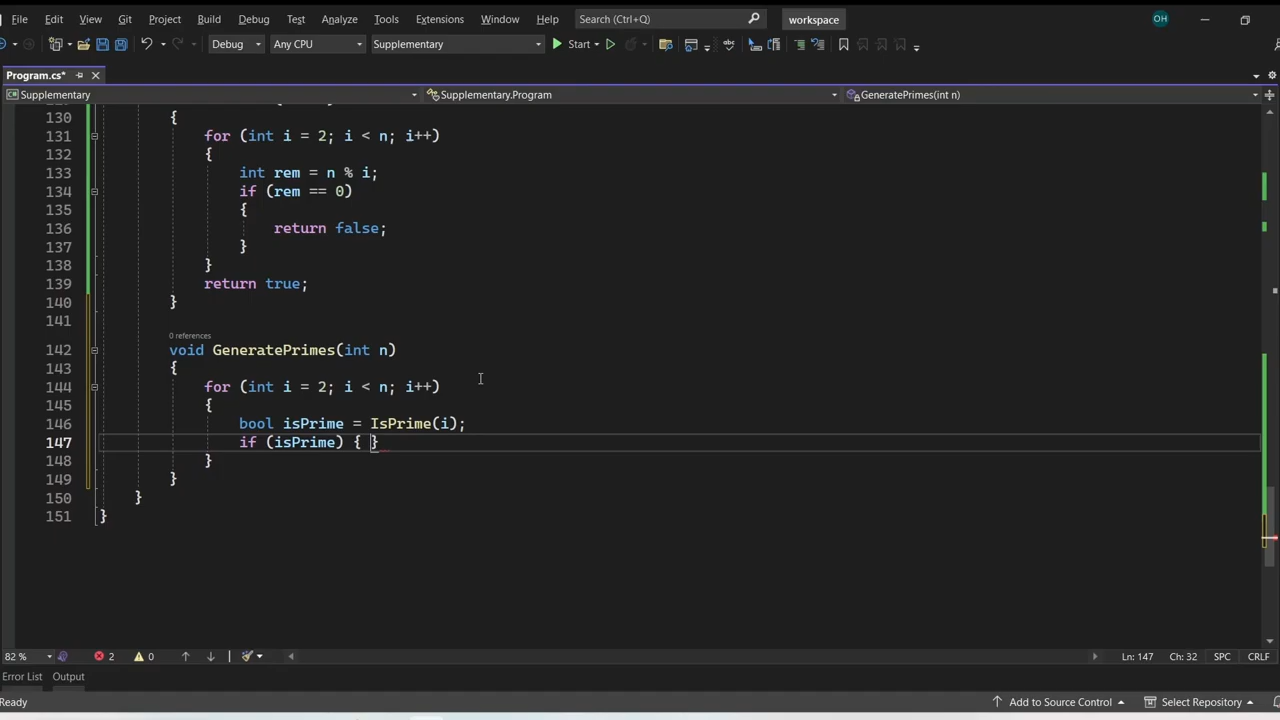 File Edit View Git Project Build Debug Test Analyze Tools Extensions Window Help Search (Ctrl+Q) workspace OH
Debug Any CPU Supplementary Start
Program.cs*
Supplementary Supplementary.Program GeneratePrimes(int n)
130 {
131 for (int i = 2; i < n; i++)
132 {
133 int rem = n % i;
134 if (rem == 0)
135 {
136 return false;
137 }
138 }
139 return true;
140 }
141
0 references
142 void GeneratePrimes(int n)
143 {
144 for (int i = 2; i < n; i++)
145 {
146 bool isPrime = IsPrime(i);
147 if (isPrime) { }
148 }
149 }
150 }
151 }
82 % 2 0 Ln: 147 Ch: 32 SPC CRLF
Error List Output
Ready Add to Source Control Select Repository